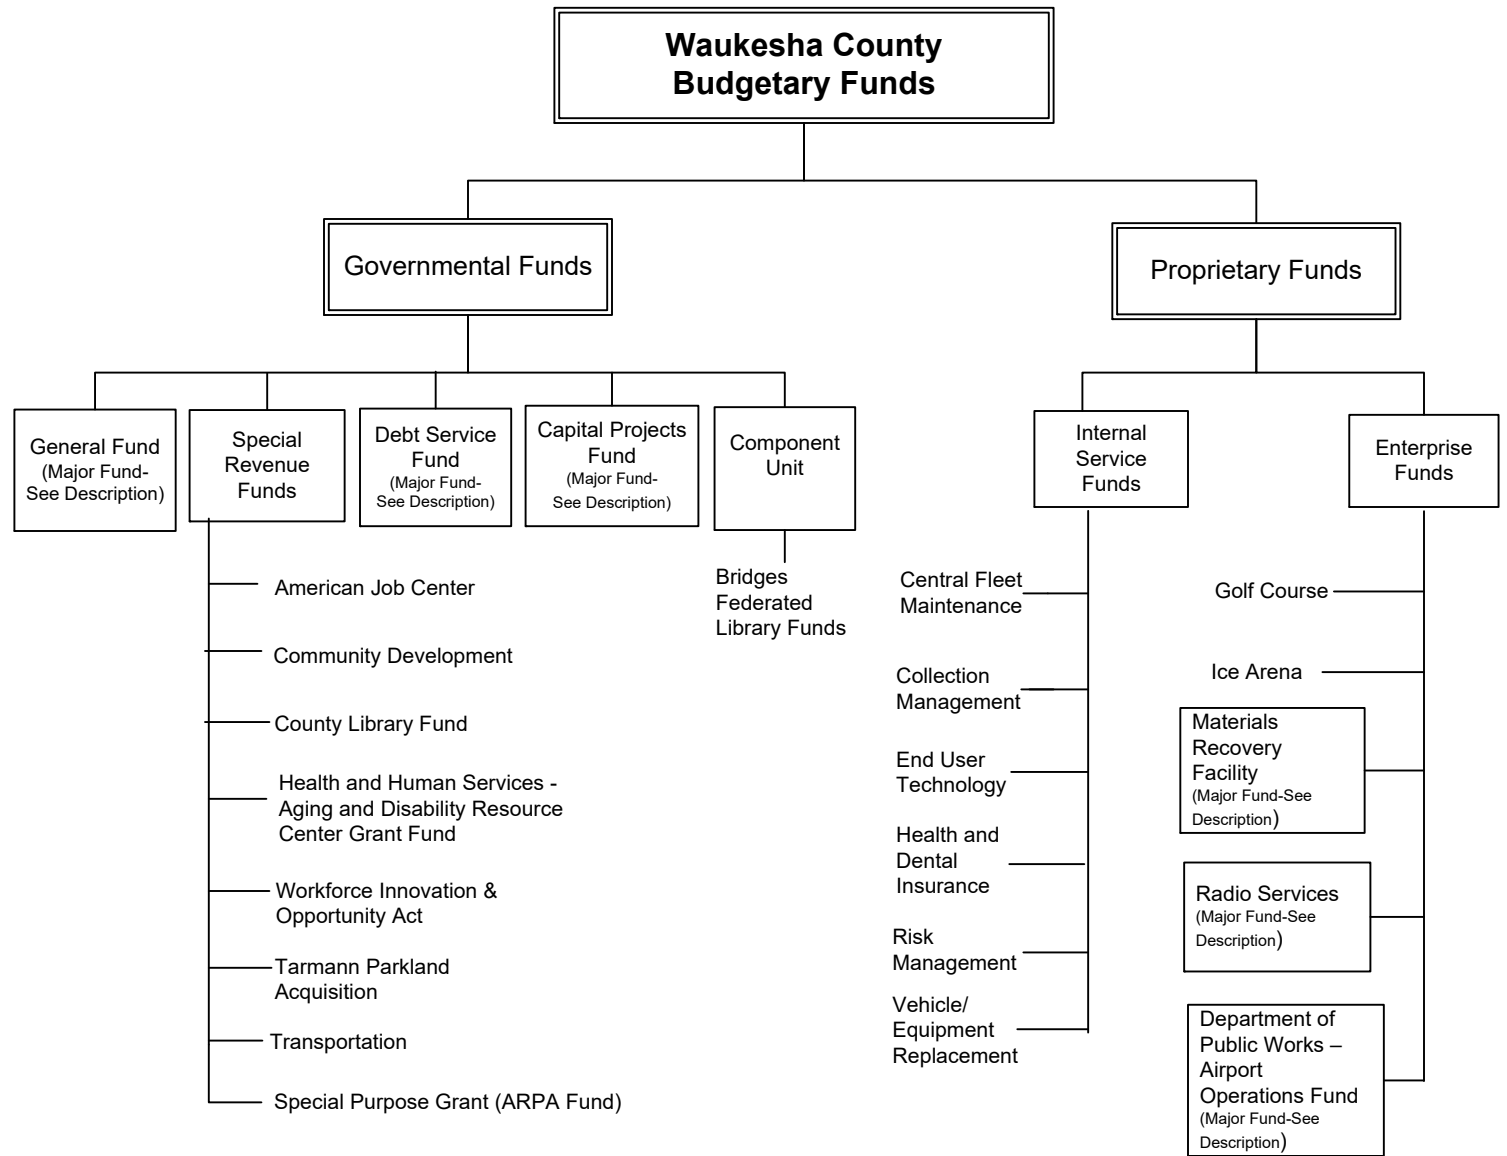 Waukesha County
Budgetary Funds
Governmental Funds
Proprietary Funds
General Fund
(Major Fund-
See Description)
Special
Revenue
Funds
Debt Service
Fund
(Major Fund-
See Description)
Capital Projects
Fund
(Major Fund-
See Description)
Component
Unit
Internal
Service
Funds
Enterprise
Funds
American Job Center
Community Development
County Library Fund
Health and Human Services -
Aging and Disability Resource
Center Grant Fund
Workforce Innovation &
Opportunity Act
Tarmann Parkland
Acquisition
Transportation
Special Purpose Grant (ARPA Fund)
Bridges
Federated
Library Funds
Central Fleet
Maintenance
Collection
Management
End User
Technology
Health and
Dental
Insurance
Risk
Management
Vehicle/
Equipment
Replacement
Golf Course
Ice Arena
Materials
Recovery
Facility
(Major Fund-See
Description)
Radio Services
(Major Fund-See
Description)
Department of
Public Works –
Airport
Operations Fund
(Major Fund-See
Description)